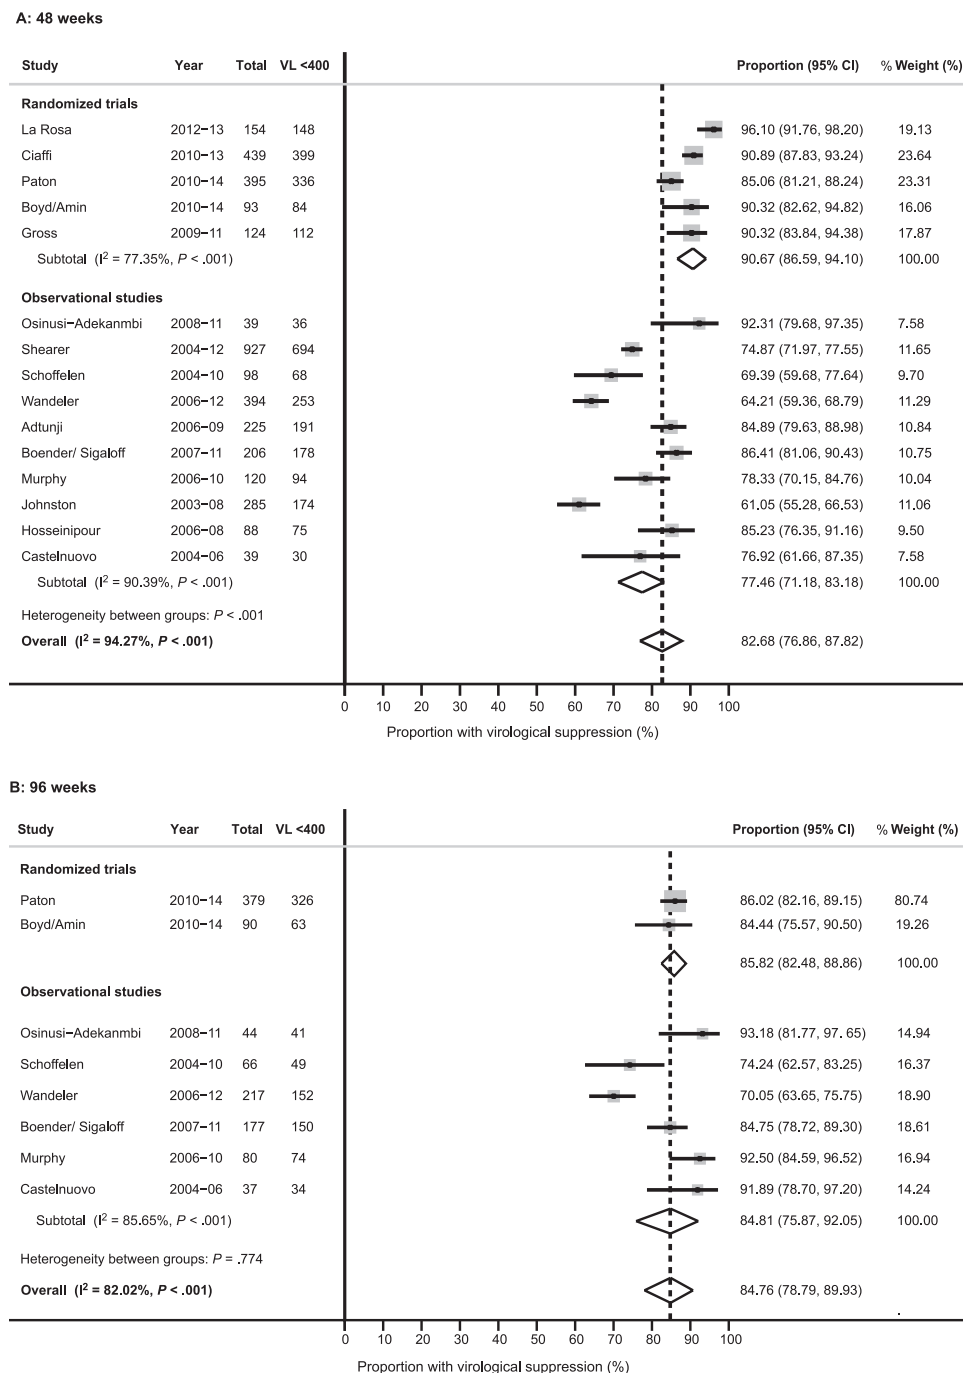 A: 48 weeks
Study Year Total VL <400 Proportion (95% CI) % Weight (%)
Randomized trials
La Rosa 2012–13 154 148 96.10 (91.76, 98.20) 19.13
Ciaffi 2010–13 439 399 90.89 (87.83, 93.24) 23.64
Paton 2010–14 395 336 85.06 (81.21, 88.24) 23.31
Boyd/Amin 2010–14 93 84 90.32 (82.62, 94.82) 16.06
Gross 2009–11 124 112 90.32 (83.84, 94.38) 17.87
Subtotal (I² = 77.35%, P < .001) 90.67 (86.59, 94.10) 100.00
Observational studies
Osinusi–Adekanmbi 2008–11 39 36 92.31 (79.68, 97.35) 7.58
Shearer 2004–12 927 694 74.87 (71.97, 77.55) 11.65
Schoffelen 2004–10 98 68 69.39 (59.68, 77.64) 9.70
Wandeler 2006–12 394 253 64.21 (59.36, 68.79) 11.29
Adtunji 2006–09 225 191 84.89 (79.63, 88.98) 10.84
Boender/ Sigaloff 2007–11 206 178 86.41 (81.06, 90.43) 10.75
Murphy 2006–10 120 94 78.33 (70.15, 84.76) 10.04
Johnston 2003–08 285 174 61.05 (55.28, 66.53) 11.06
Hosseinipour 2006–08 88 75 85.23 (76.35, 91.16) 9.50
Castelnuovo 2004–06 39 30 76.92 (61.66, 87.35) 7.58
Subtotal (I² = 90.39%, P < .001) 77.46 (71.18, 83.18) 100.00
Heterogeneity between groups: P < .001
Overall (I² = 94.27%, P < .001) 82.68 (76.86, 87.82)
0 10 20 30 40 50 60 70 80 90 100
Proportion with virological suppression (%)
B: 96 weeks
Study Year Total VL <400 Proportion (95% CI) % Weight (%)
Randomized trials
Paton 2010–14 379 326 86.02 (82.16, 89.15) 80.74
Boyd/Amin 2010–14 90 63 84.44 (75.57, 90.50) 19.26
85.82 (82.48, 88.86) 100.00
Observational studies
Osinusi–Adekanmbi 2008–11 44 41 93.18 (81.77, 97. 65) 14.94
Schoffelen 2004–10 66 49 74.24 (62.57, 83.25) 16.37
Wandeler 2006–12 217 152 70.05 (63.65, 75.75) 18.90
Boender/ Sigaloff 2007–11 177 150 84.75 (78.72, 89.30) 18.61
Murphy 2006–10 80 74 92.50 (84.59, 96.52) 16.94
Castelnuovo 2004–06 37 34 91.89 (78.70, 97.20) 14.24
Subtotal (I² = 85.65%, P < .001) 84.81 (75.87, 92.05) 100.00
Heterogeneity between groups: P = .774
Overall (I² = 82.02%, P < .001) 84.76 (78.79, 89.93)
0 10 20 30 40 50 60 70 80 90 100
Proportion with virological suppression (%)